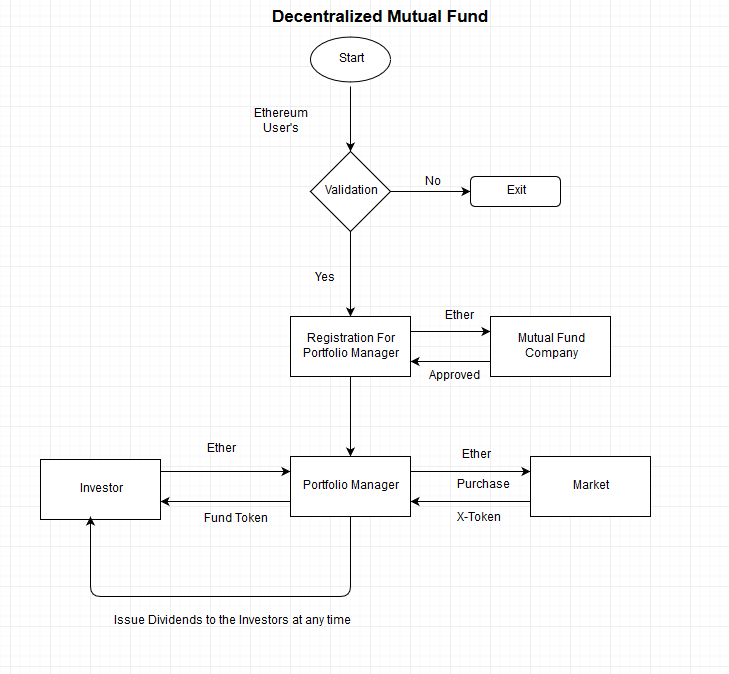 Decentralized Mutual Fund
Start
Ethereum
User's
Validation
No
Exit
Yes
Ether
Registration For
Portfolio Manager
Mutual Fund
Company
Approved
Ether
Ether
Investor
Portfolio Manager
Purchase
Market
Fund Token
X-Token
Issue Dividends to the Investors at any time